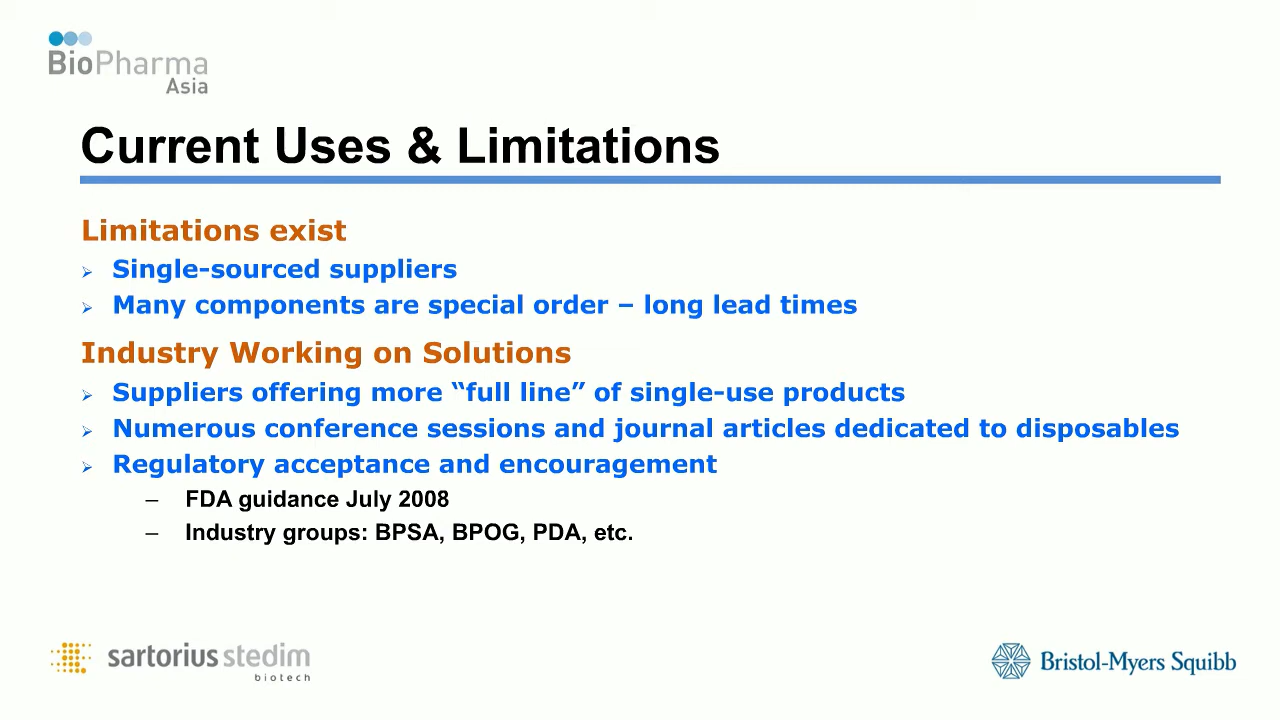 BioPharma
Asia
Current Uses & Limitations
Limitations exist
➢ Single-sourced suppliers
➢ Many components are special order – long lead times
Industry Working on Solutions
➢ Suppliers offering more “full line” of single-use products
➢ Numerous conference sessions and journal articles dedicated to disposables
➢ Regulatory acceptance and encouragement
– FDA guidance July 2008
– Industry groups: BPSA, BPOG, PDA, etc.
sartorius stedim
biotech
Bristol-Myers Squibb